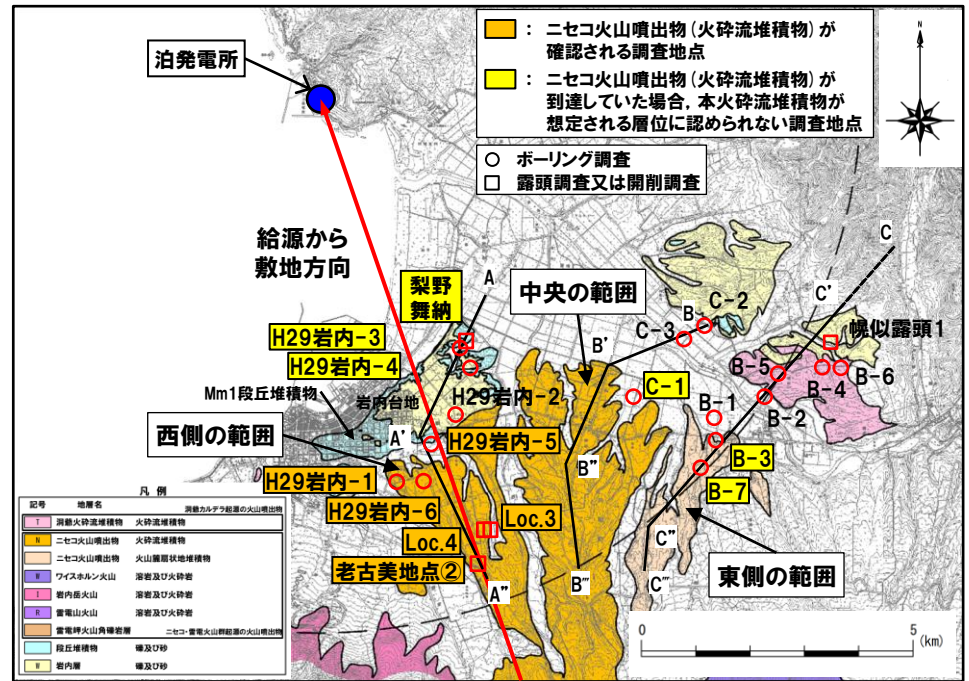 泊発電所
：ニセコ火山噴出物（火砕流堆積物）が
確認される調査地点
：ニセコ火山噴出物（火砕流堆積物）が
到達していた場合，本火砕流堆積物が
想定される層位に認められない調査地点
○ ボーリング調査
□ 露頭調査又は開削調査
給源から
敷地方向
梨野
舞納
A
中央の範囲
C
C'
B
C-2
C-3
幌似露頭1
H29岩内-3
H29岩内-4
B'
B-5
B-4
B-6
Mm1段丘堆積物
岩内台地
H29岩内-2
C-1
B-1
B-2
西側の範囲
A'
H29岩内-5
B"
B-3
H29岩内-1
B-7
H29岩内-6
Loc.3
Loc.4
C"
老古美地点②
A"
B"'
C"'
東側の範囲
凡 例
記号
地層名
洞爺カルデラ起源の火山噴出物
T 洞爺火砕流堆積物 火砕流堆積物
N ニセコ火山噴出物 火砕流堆積物
ニセコ火山噴出物 火山麓扇状地堆積物
W ワイスホルン火山 溶岩及び火砕岩
I 岩内岳火山 溶岩及び火砕岩
R 雷電山火山 溶岩及び火砕岩
雷電岬火山角礫岩層 ニセコ・雷電火山群起源の火山噴出物
段丘堆積物 礫及び砂
W 岩内層 礫及び砂
0
5
(km)